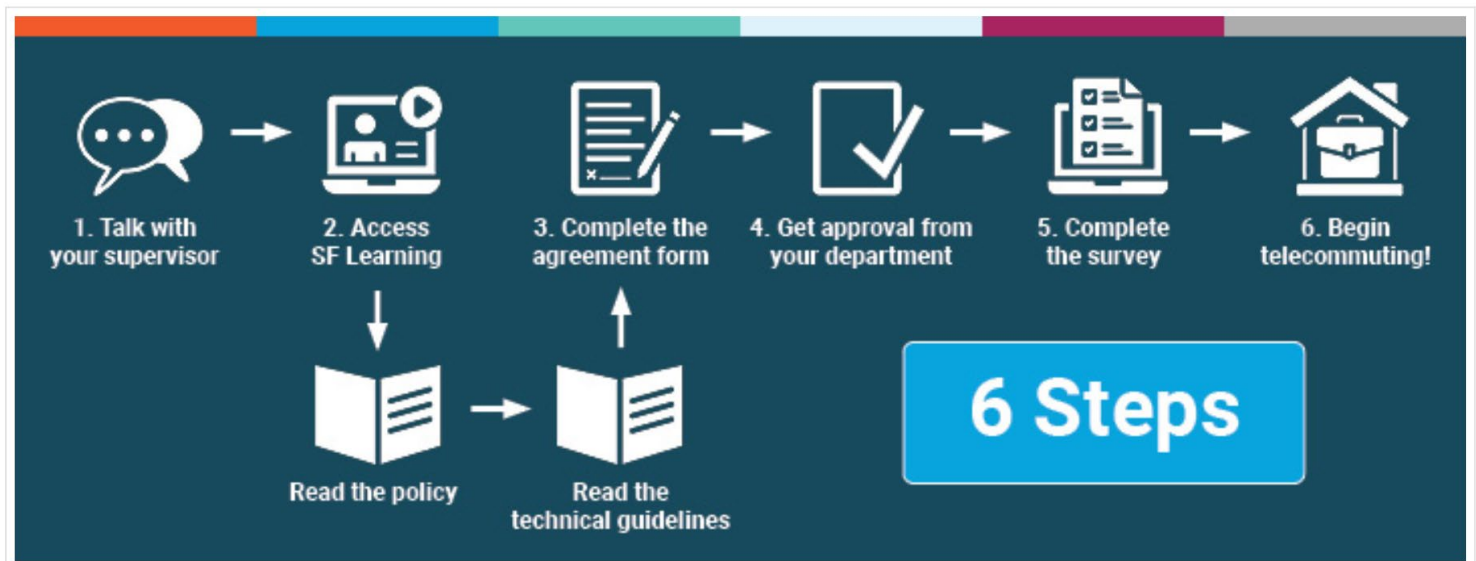 1. Talk with
your supervisor
2. Access
SF Learning
Read the policy
Read the
technical guidelines
3. Complete the
agreement form
4. Get approval from
your department
5. Complete
the survey
6. Begin
telecommuting!
6 Steps